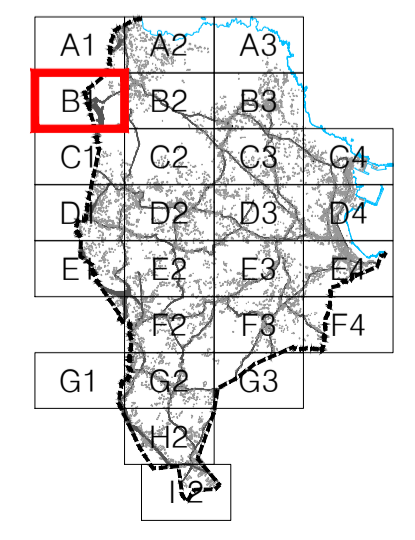 A1 A2 A3
B1 B2 B3
C1 C2 C3 C4
D1 D2 D3 D4
E1 E2 E3 E4
F2 F3 F4
G1 G2 G3
H2
I2